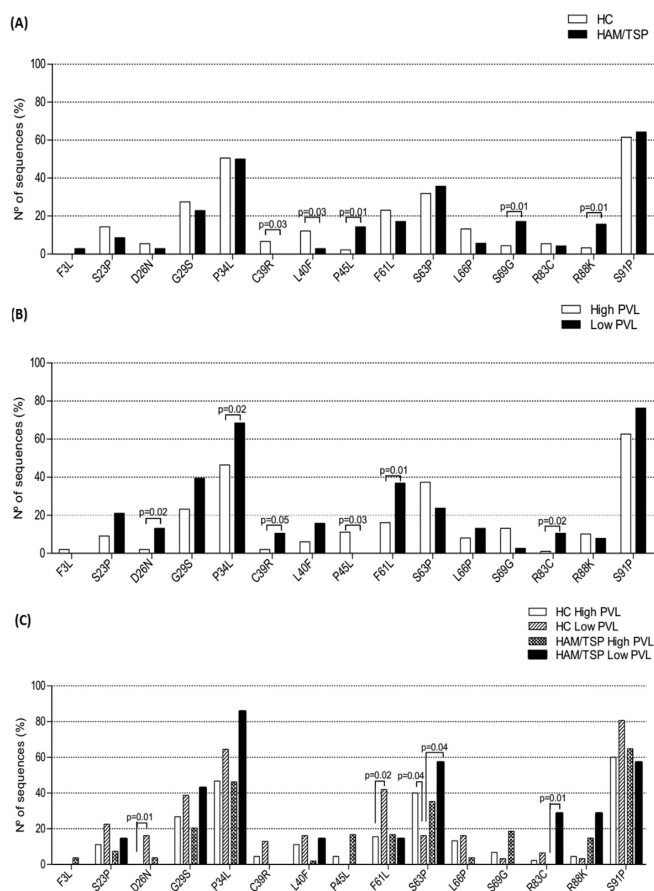 (A)
HC
HAM/TSP
Nº of sequences (%)
100
80
60
40
20
0
p=0.03
p=0.03
p=0.01
p=0.01
p=0.01
F3L
S23P
D26N
G29S
P34L
C39R
L40F
P45L
F61L
S63P
L66P
S69G
R83C
R88K
S91P
(B)
High PVL
Low PVL
Nº of sequences (%)
100
80
60
40
20
0
p=0.02
p=0.02
p=0.05
p=0.03
p=0.01
p=0.02
F3L
S23P
D26N
G29S
P34L
C39R
L40F
P45L
F61L
S63P
L66P
S69G
R83C
R88K
S91P
(C)
HC High PVL
HC Low PVL
HAM/TSP High PVL
HAM/TSP Low PVL
Nº of sequences (%)
100
80
60
40
20
0
p=0.01
p=0.02
p=0.04
p=0.04
p=0.01
F3L
S23P
D26N
G29S
P34L
C39R
L40F
P45L
F61L
S63P
L66P
S69G
R83C
R88K
S91P